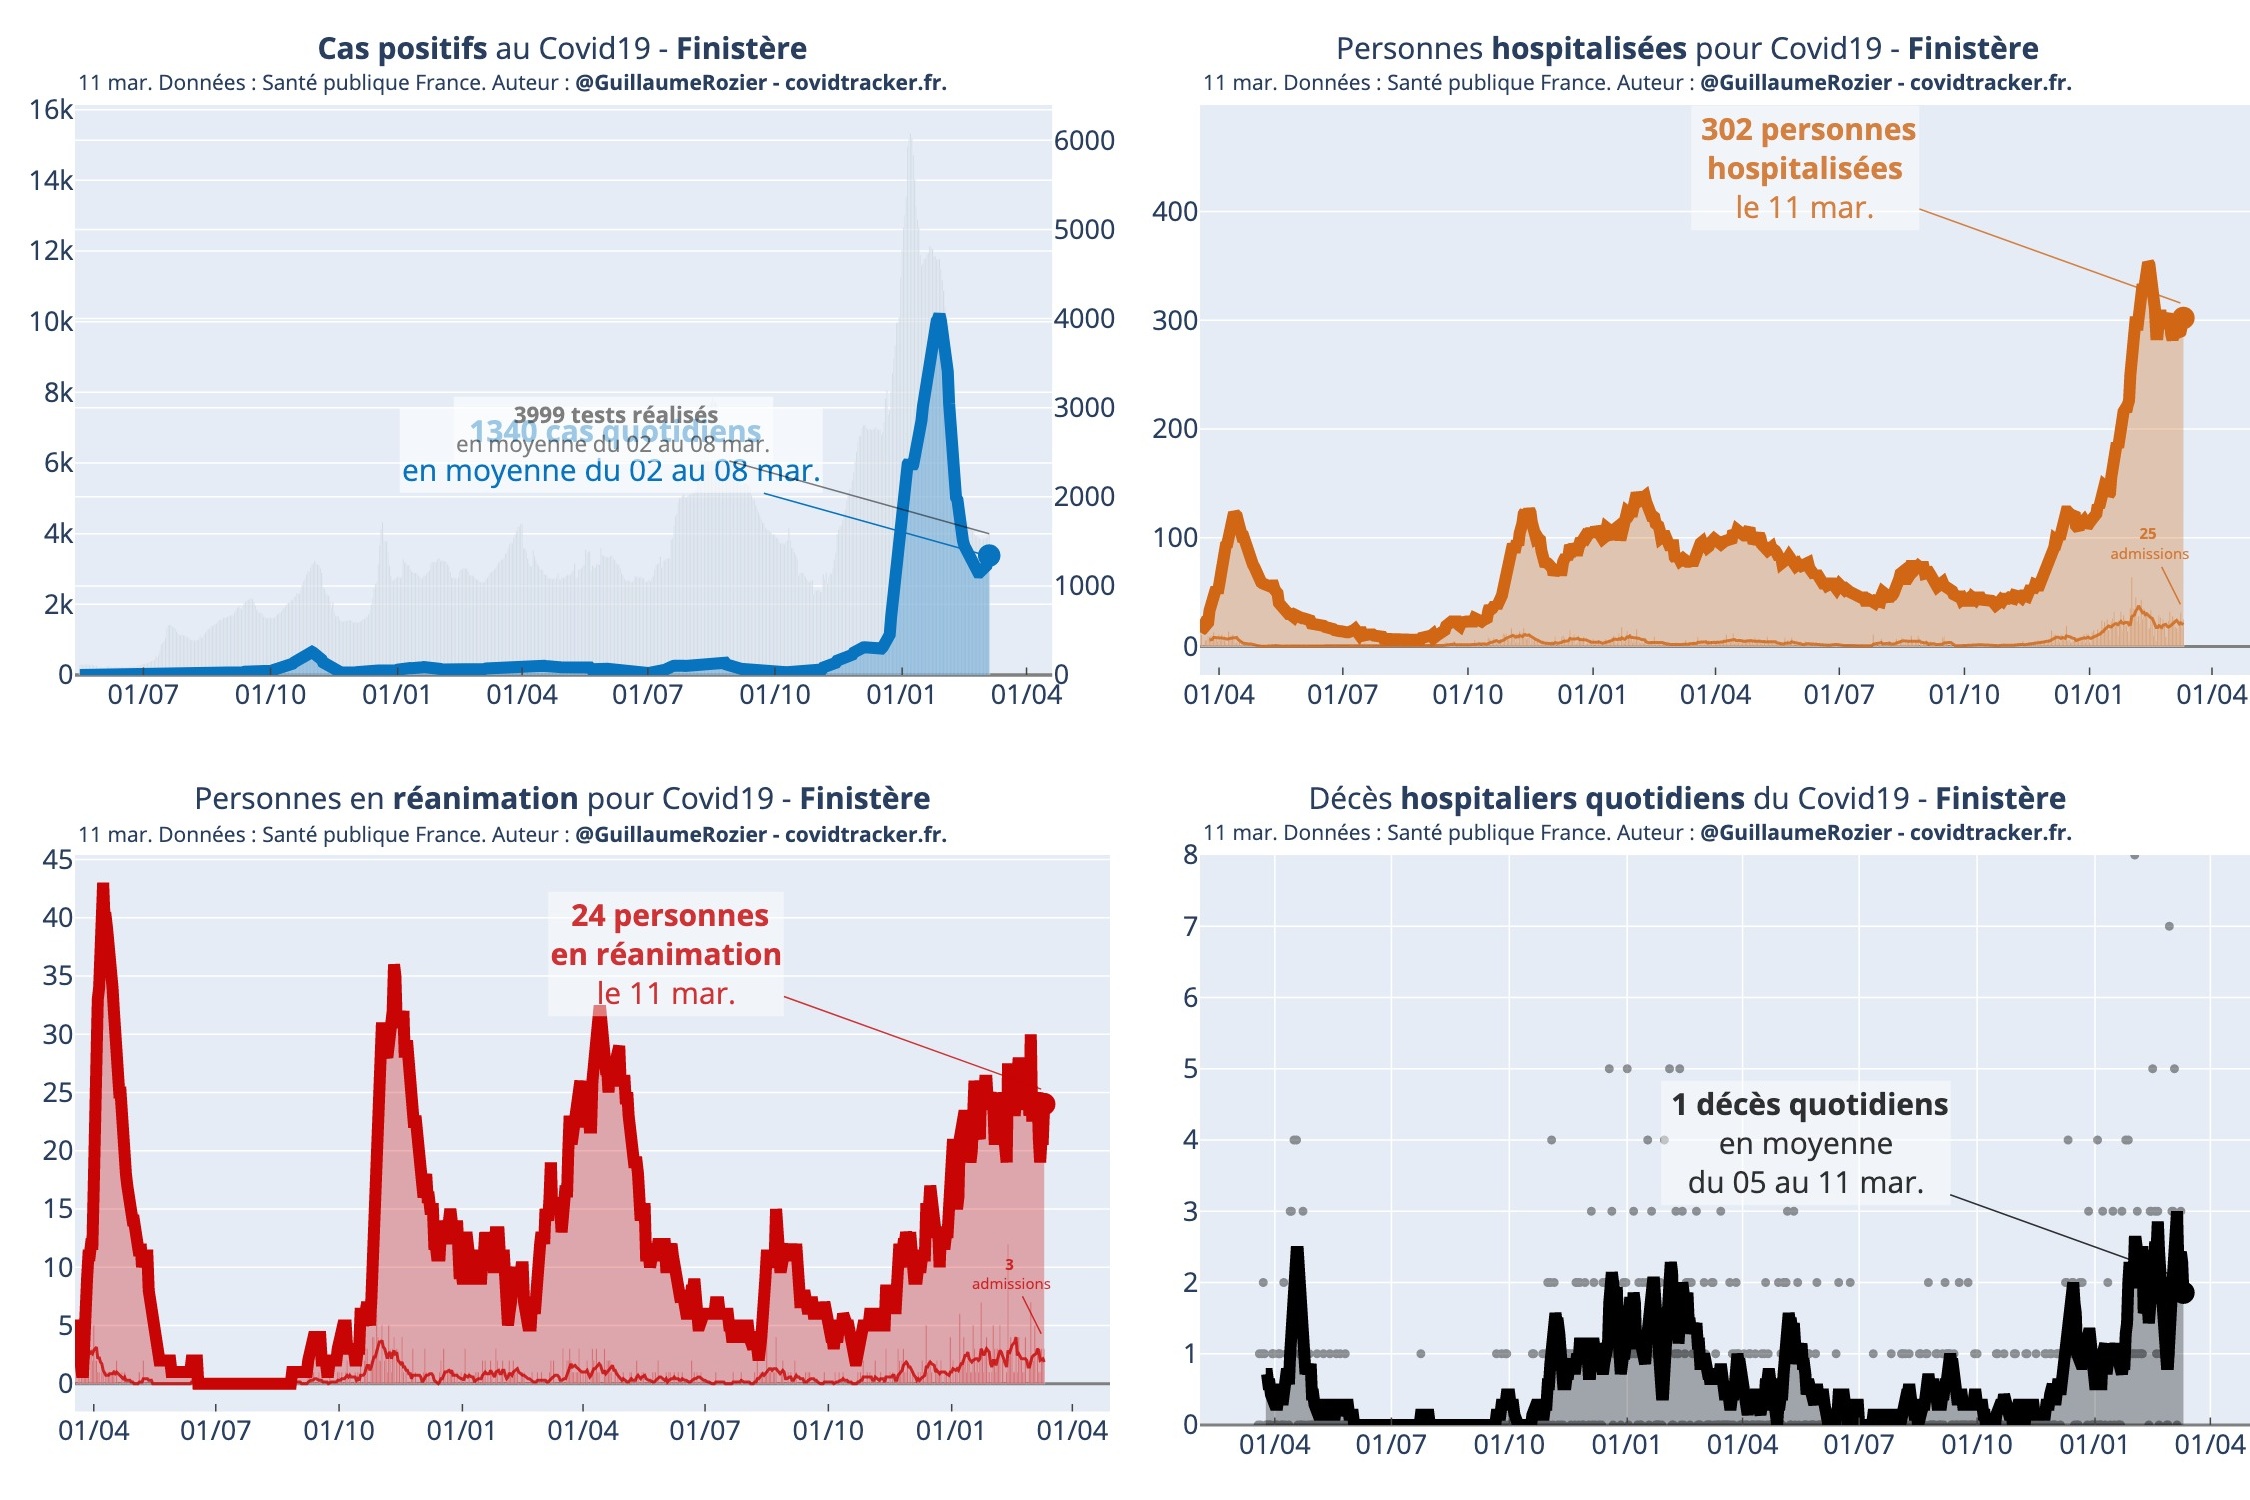 Cas positifs au Covid19 - Finistère
11 mar. Données : Santé publique France. Auteur : @GuillaumeRozier - covidtracker.fr.
16k
14k
12k
10k
8k
6k
4k
2k
0
6000
5000
4000
3000
2000
1000
0
3999 tests réalisés
en moyenne du 02 au 08 mar.
1340 cas quotidiens
en moyenne du 02 au 08 mar.
01/07 01/10 01/01 01/04 01/07 01/10 01/01 01/04
Personnes hospitalisées pour Covid19 - Finistère
11 mar. Données : Santé publique France. Auteur : @GuillaumeRozier - covidtracker.fr.
302 personnes
hospitalisées
le 11 mar.
400
300
200
100
0
25
admissions
01/04 01/07 01/10 01/01 01/04 01/07 01/10 01/01 01/04
Personnes en réanimation pour Covid19 - Finistère
11 mar. Données : Santé publique France. Auteur : @GuillaumeRozier - covidtracker.fr.
45
40
35
30
25
20
15
10
5
0
24 personnes
en réanimation
le 11 mar.
3
admissions
01/04 01/07 01/10 01/01 01/04 01/07 01/10 01/01 01/04
Décès hospitaliers quotidiens du Covid19 - Finistère
11 mar. Données : Santé publique France. Auteur : @GuillaumeRozier - covidtracker.fr.
8
7
6
5
4
3
2
1
0
1 décès quotidiens
en moyenne
du 05 au 11 mar.
01/04 01/07 01/10 01/01 01/04 01/07 01/10 01/01 01/04